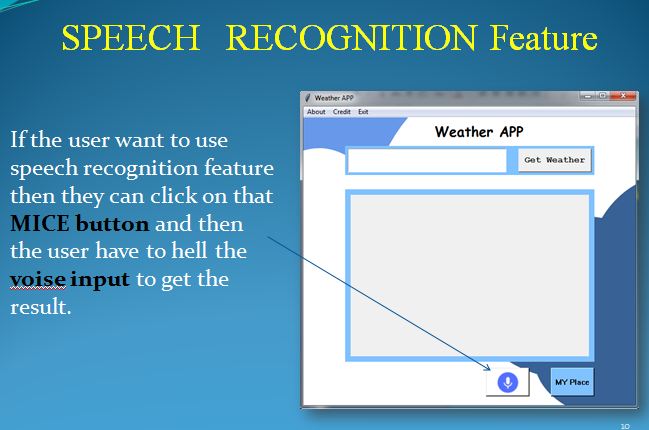 SPEECH RECOGNITION Feature
If the user want to use
speech recognition feature
then they can click on that
MICE button and then
the user have to hell the
voise input to get the
result.
Weather APP
About Credit Exit
Weather APP
Get Weather
MY Place
10